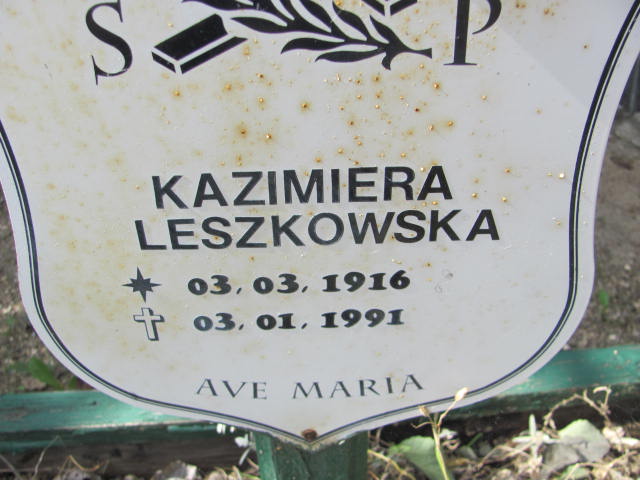 S P
KAZIMIERA
LESZKOWSKA
03. 03. 1916
03. 01. 1991
AVE MARIA